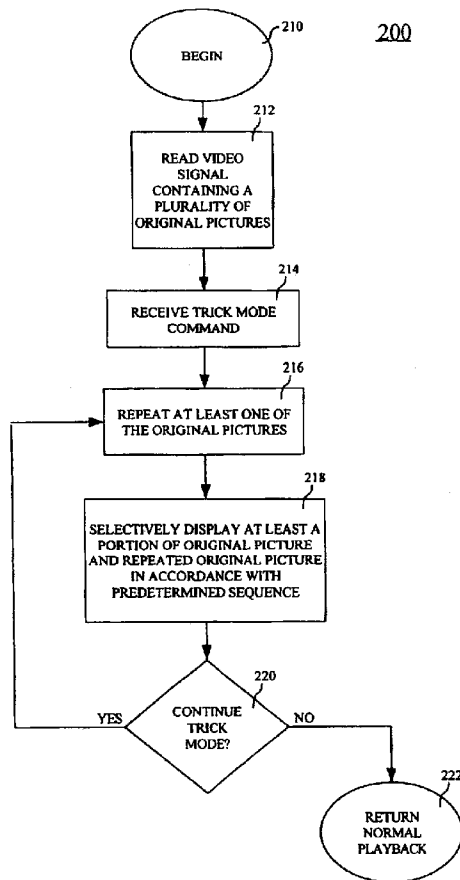 200
210
BEGIN
212
READ VIDEO
SIGNAL
CONTAINING A
PLURALITY OF
ORIGINAL PICTURES
214
RECEIVE TRICK MODE
COMMAND
216
REPEAT AT LEAST ONE OF
THE ORIGINAL PICTURES
218
SELECTIVELY DISPLAY AT LEAST A
PORTION OF ORIGINAL PICTURE
AND REPEATED ORIGINAL PICTURE
IN ACCORDANCE WITH
PREDETERMINED SEQUENCE
220
YES
CONTINUE
TRICK
MODE?
NO
222
RETURN
NORMAL
PLAYBACK